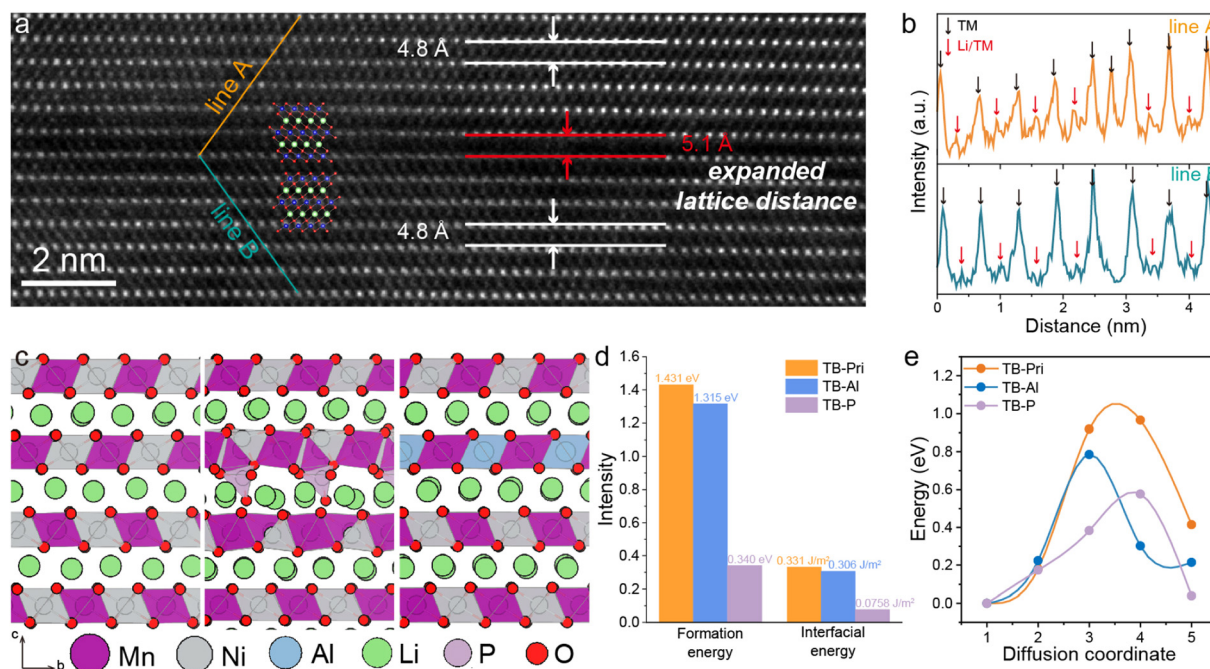 a
4.8 Å
line A
line B
5.1 Å
expanded
lattice distance
4.8 Å
2 nm
b
TM
Li/TM
line A
line B
Intensity (a.u.)
0 1 2 3 4
Distance (nm)
c
c
b
Mn Ni Al Li P O
d
1.6
1.4
1.2
1.0
0.8
0.6
0.4
0.2
0.0
Intensity
TB-Pri
TB-Al
TB-P
1.431 eV
1.315 eV
0.340 eV
0.331 J/m²
0.306 J/m²
0.0758 J/m²
Formation
energy
Interfacial
energy
e
TB-Pri
TB-Al
TB-P
1.2
1.0
0.8
0.6
0.4
0.2
0.0
Energy (eV)
1 2 3 4 5
Diffusion coordinate